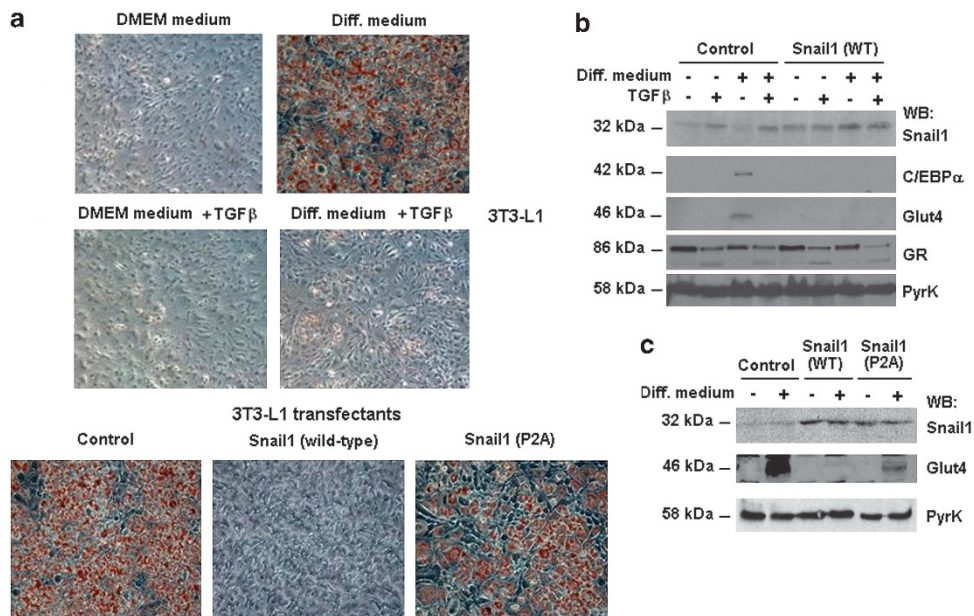 a
DMEM medium Diff. medium
DMEM medium +TGFβ Diff. medium +TGFβ 3T3-L1
3T3-L1 transfectants
Control Snail1 (wild-type) Snail1 (P2A)
b
Control Snail1 (WT)
Diff. medium - - + + - - + +
TGFβ - + - + - + - +
WB:
32 kDa Snail1
42 kDa C/EBPα
46 kDa Glut4
86 kDa GR
58 kDa PyrK
c
Control Snail1 (WT) Snail1 (P2A)
Diff. medium - + - + - +
WB:
32 kDa Snail1
46 kDa Glut4
58 kDa PyrK